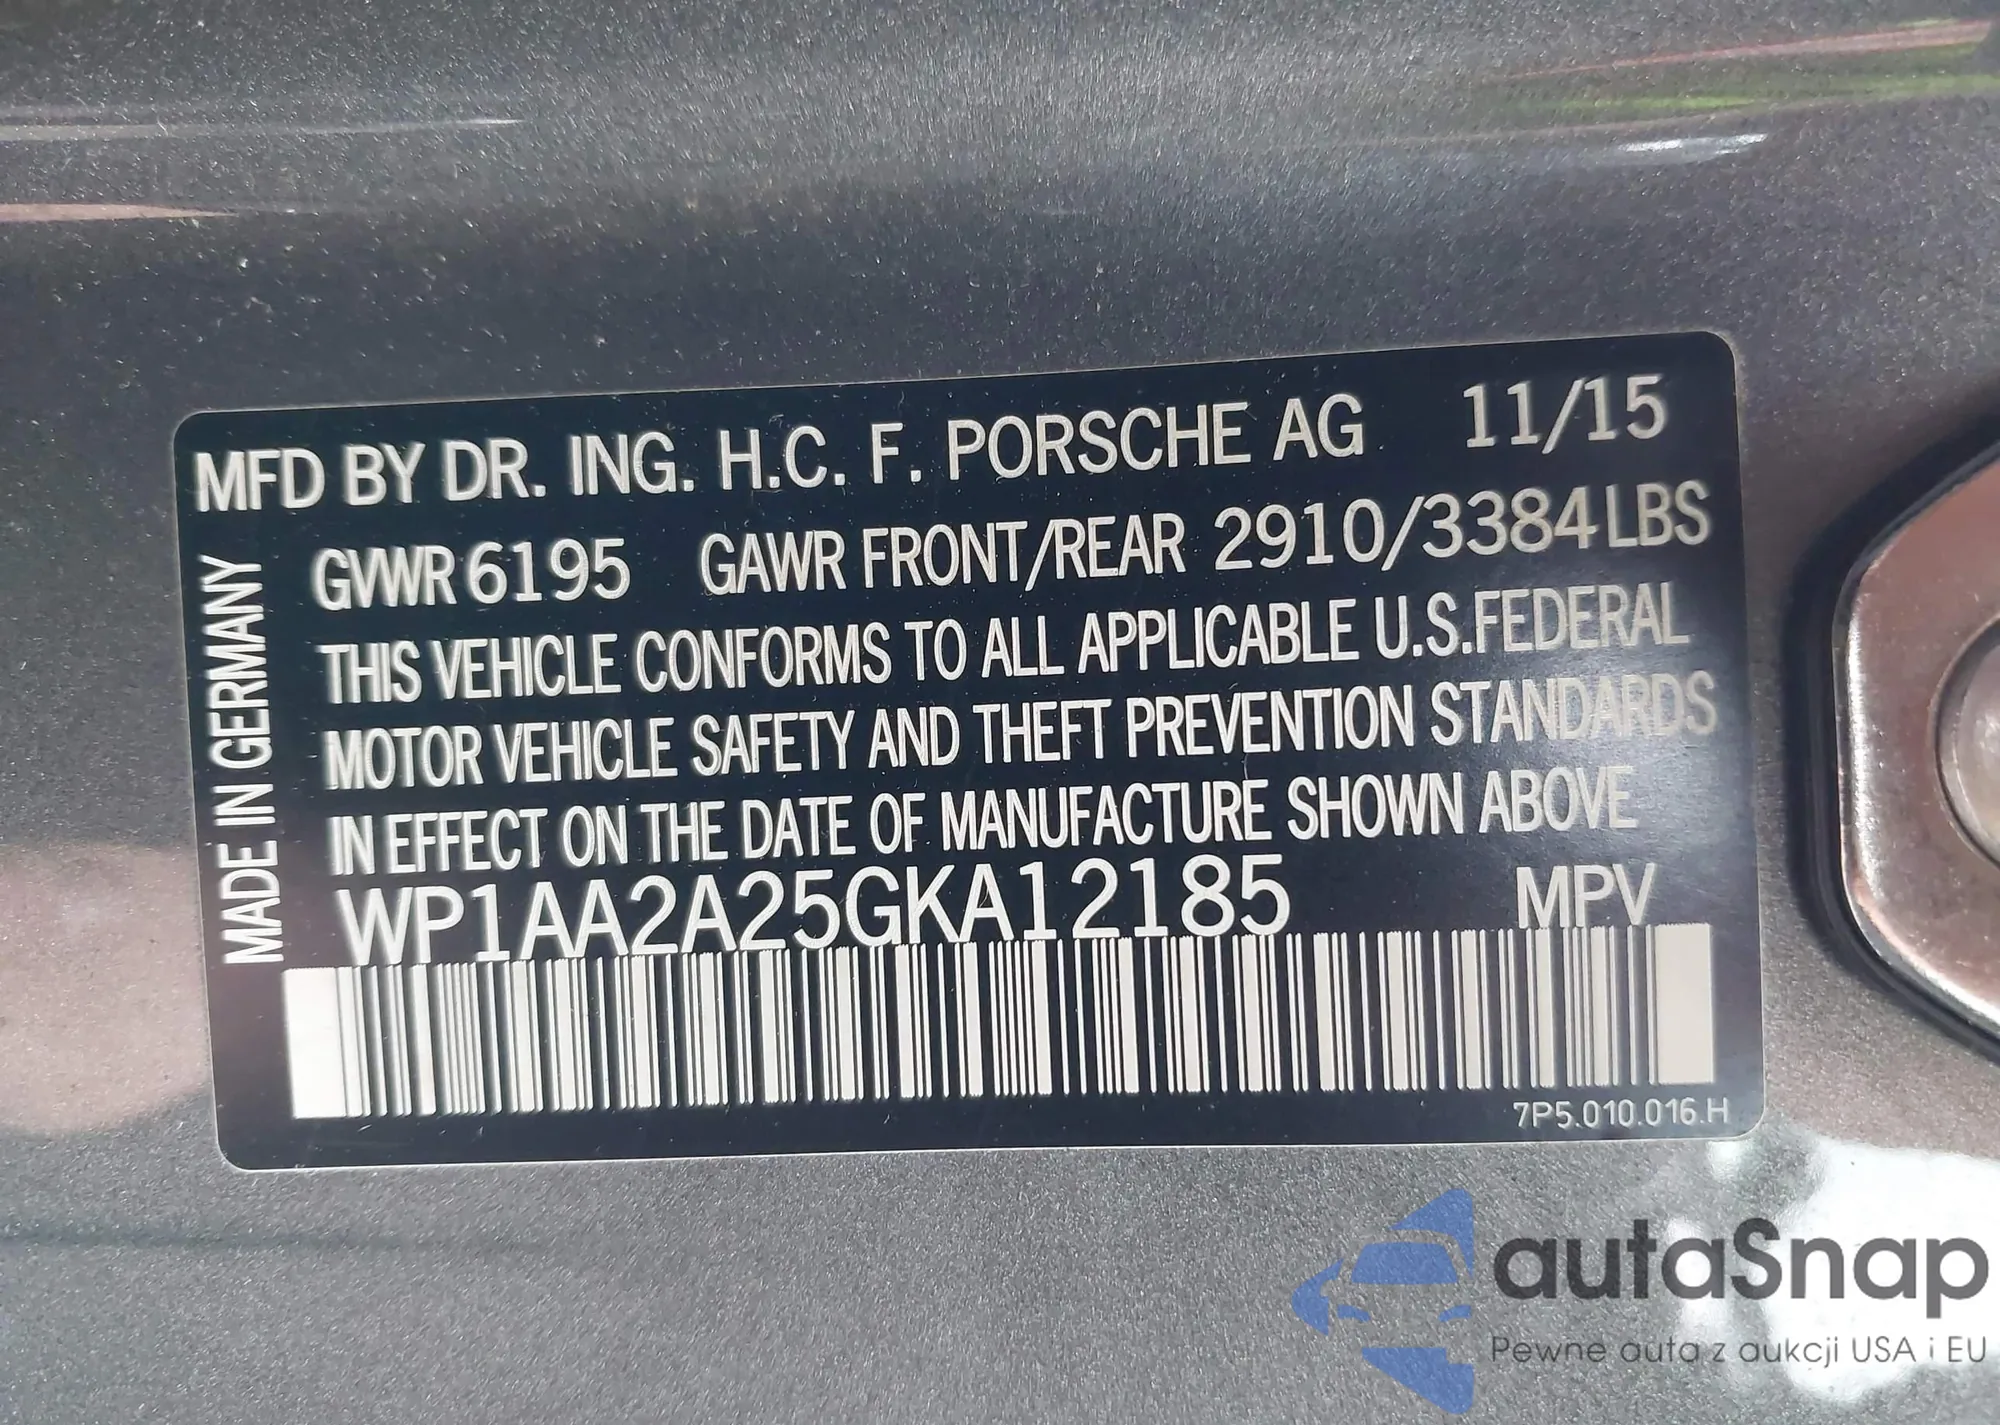 MFD BY DR. ING. H.C. F. PORSCHE AG 11/15
GVWR 6195 GAWR FRONT/REAR 2910/3384 LBS
THIS VEHICLE CONFORMS TO ALL APPLICABLE U.S.FEDERAL
MOTOR VEHICLE SAFETY AND THEFT PREVENTION STANDARDS
IN EFFECT ON THE DATE OF MANUFACTURE SHOWN ABOVE
WP1AA2A25GKA12185 MPV
MADE IN GERMANY
7P5.010.016.H
autaSnap
Pewne auta z aukcji USA i EU